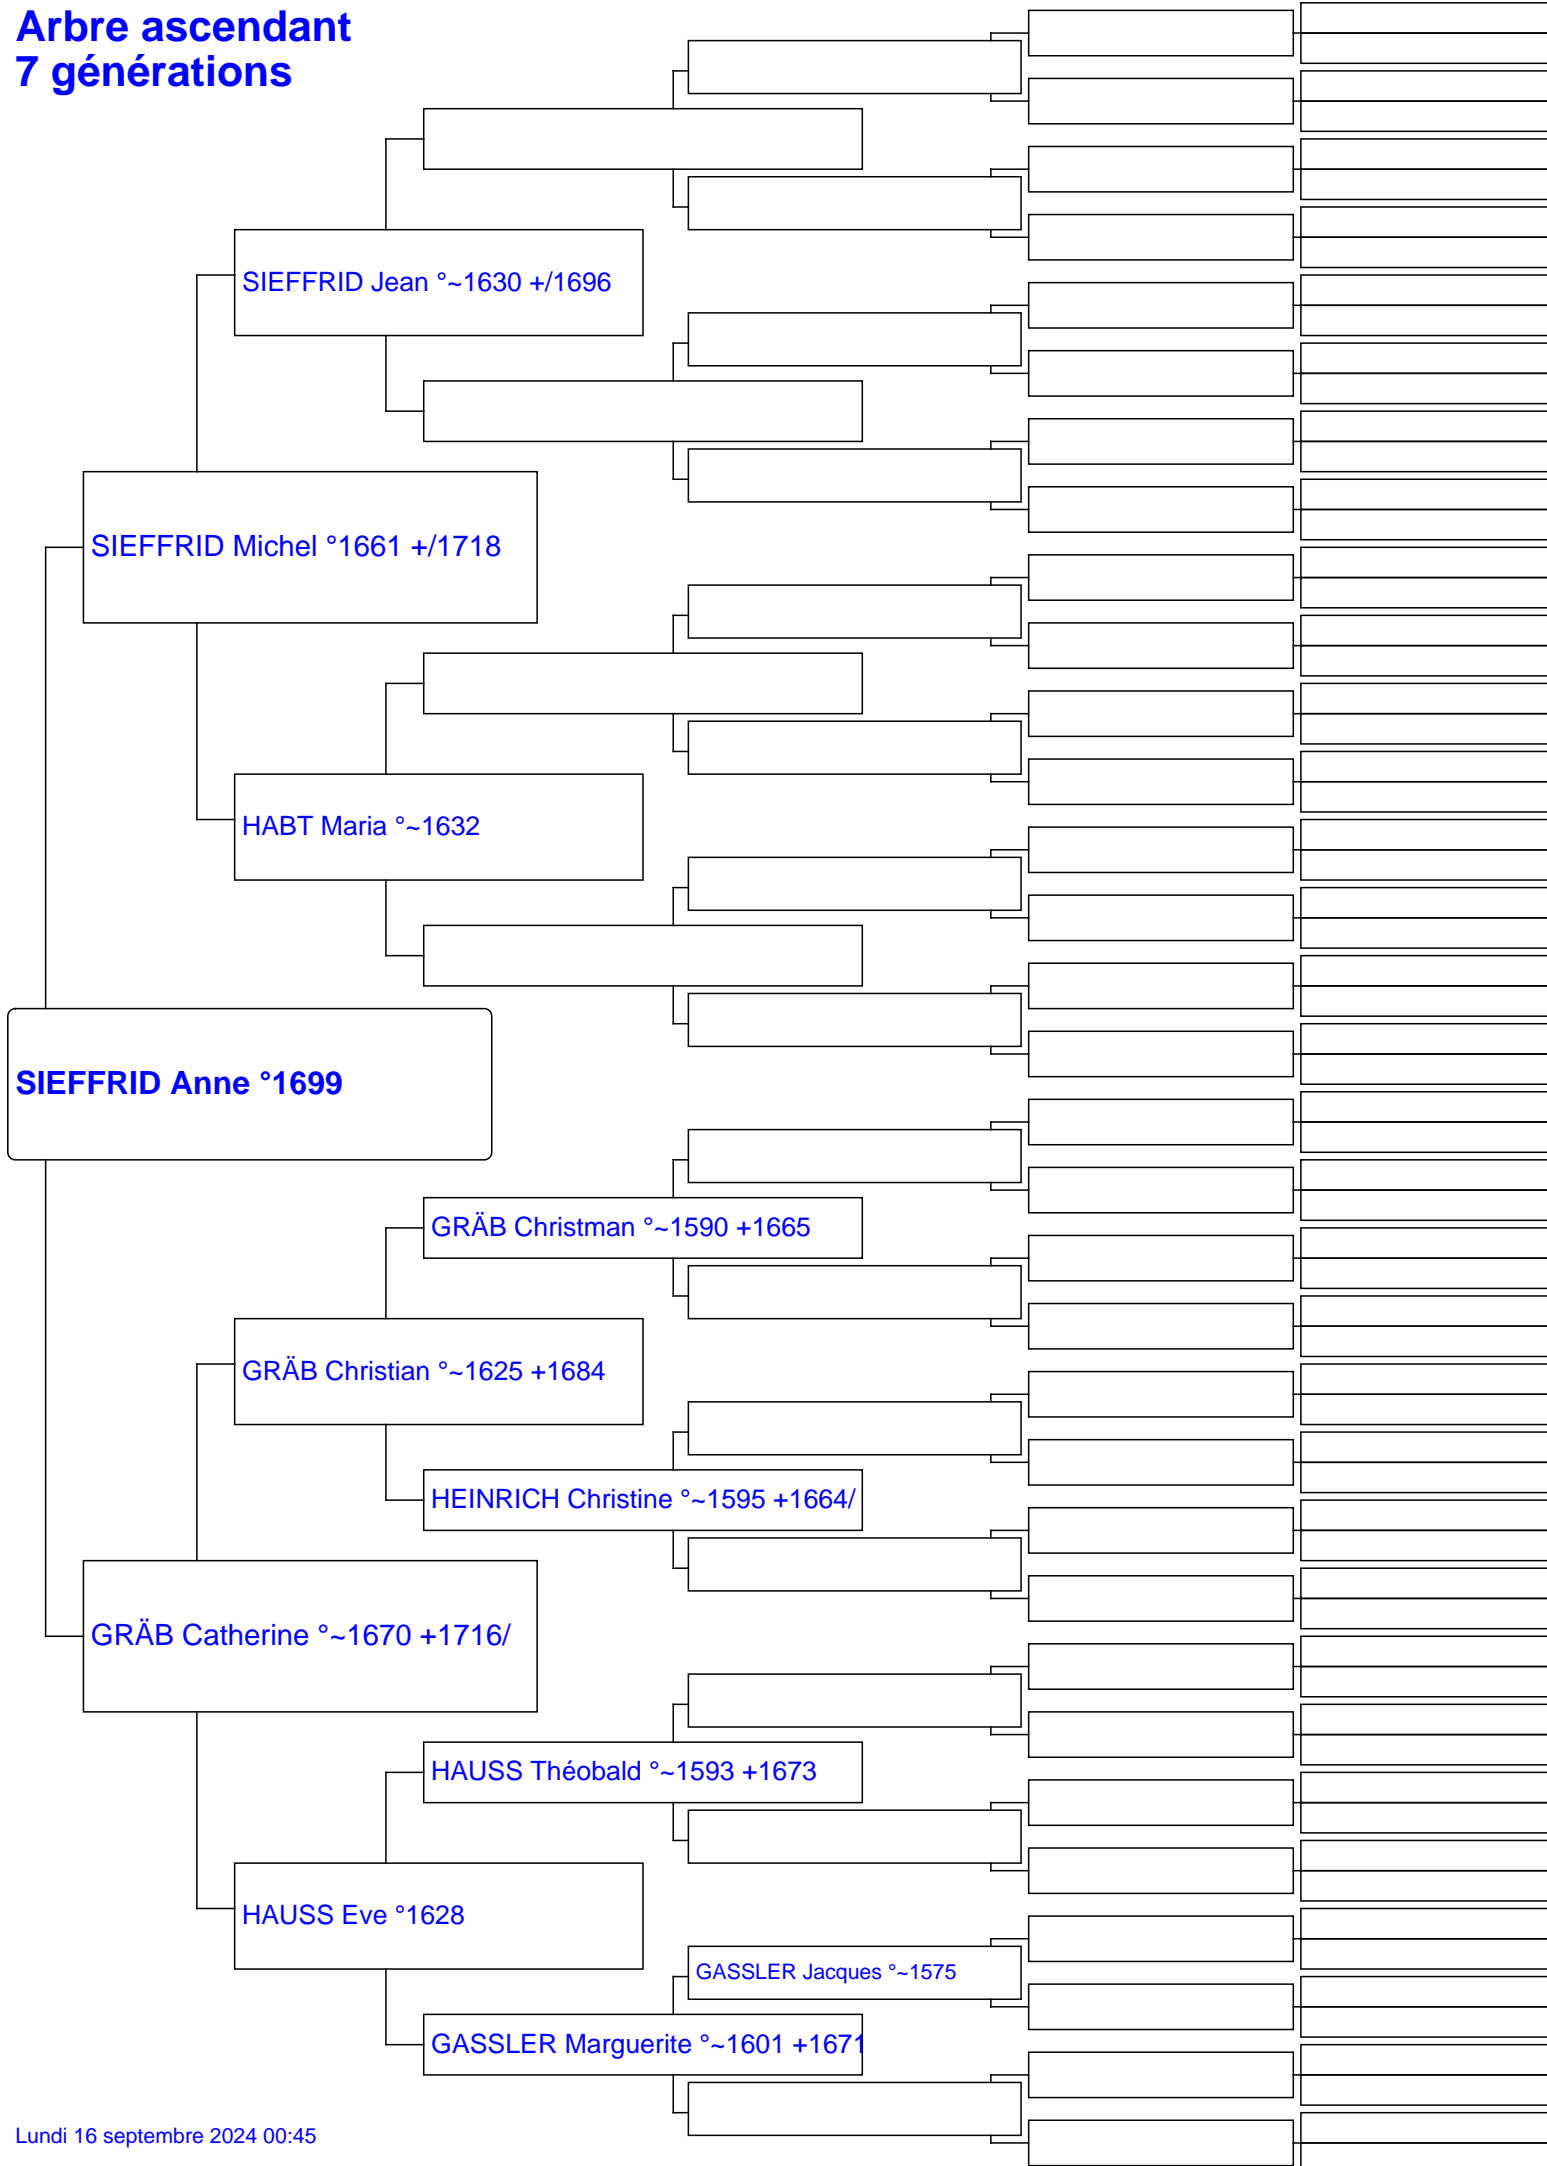 Arbre ascendant
7 générations
SIEFFRID Jean °~1630 +/1696
SIEFFRID Michel °1661 +/1718
HABT Maria °~1632
SIEFFRID Anne °1699
GRÄB Christman °~1590 +1665
GRÄB Christian °~1625 +1684
HEINRICH Christine °~1595 +1664/
GRÄB Catherine °~1670 +1716/
HAUSS Théobald °~1593 +1673
HAUSS Eve °1628
GASSLER Jacques °~1575
GASSLER Marguerite °~1601 +1671
Lundi 16 septembre 2024 00:45